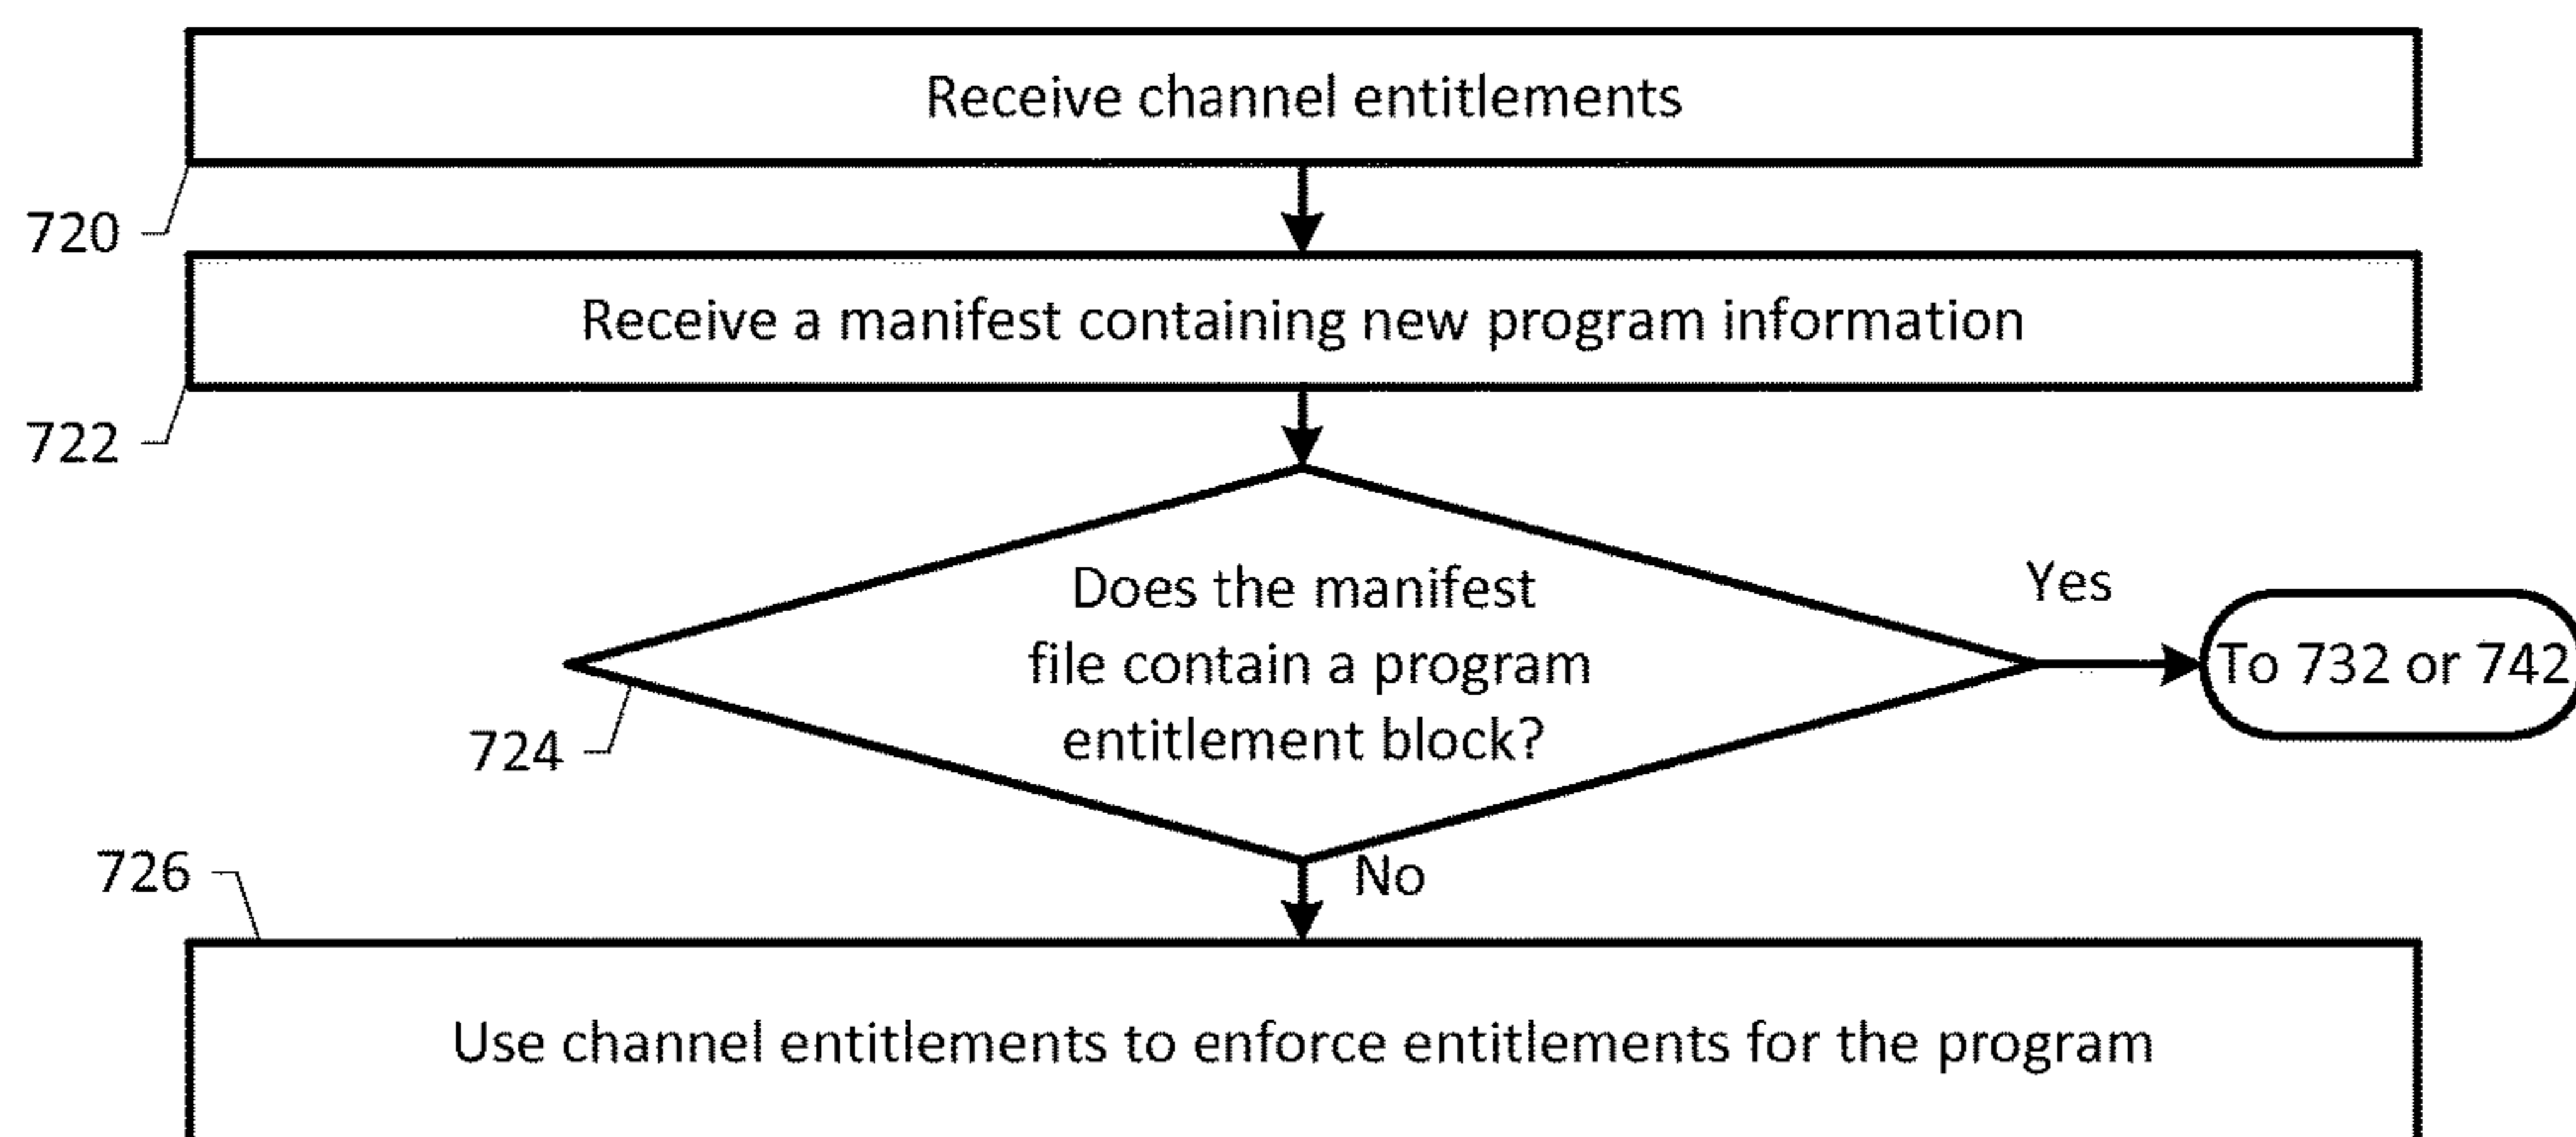 Receive channel entitlements
720
Receive a manifest containing new program information
722
Does the manifest
file contain a program
entitlement block?
Yes
To 732 or 742
724
No
726
Use channel entitlements to enforce entitlements for the program